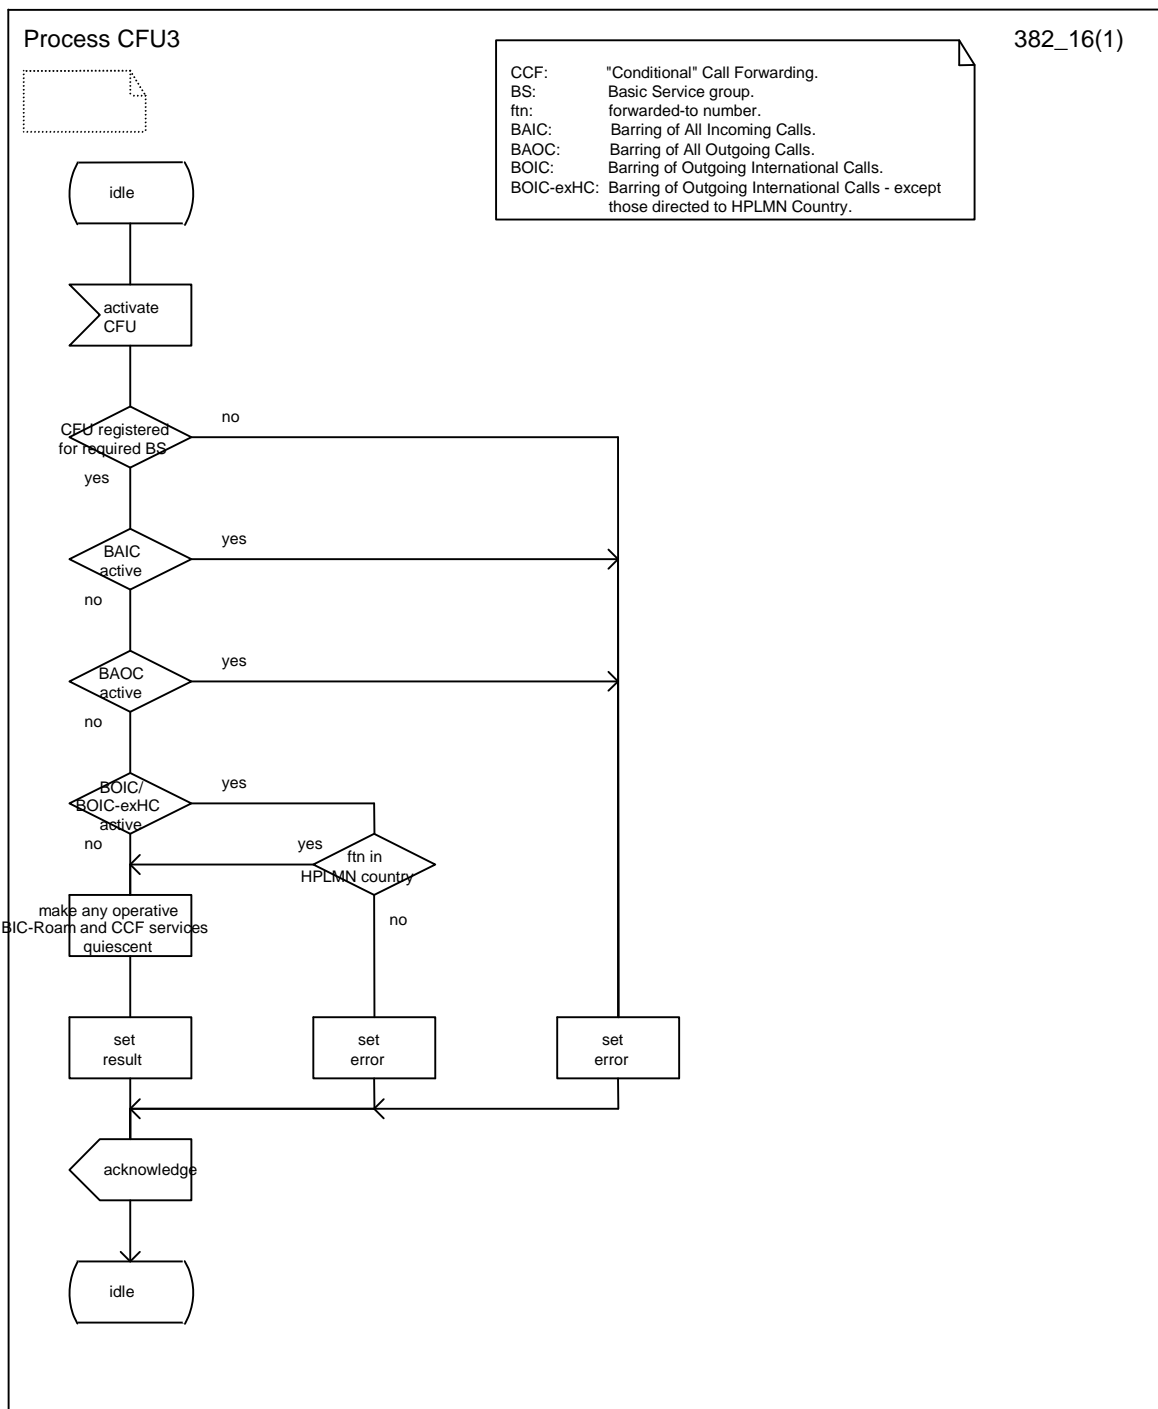 Process CFU3
382_16(1)
CCF: "Conditional" Call Forwarding.
BS: Basic Service group.
ftn: forwarded-to number.
BAIC: Barring of All Incoming Calls.
BAOC: Barring of All Outgoing Calls.
BOIC: Barring of Outgoing International Calls.
BOIC-exHC: Barring of Outgoing International Calls - except
those directed to HPLMN Country.
idle
activate
CFU
CFU registered
for required BS
no
yes
BAIC
active
yes
no
BAOC
active
yes
no
BOIC/
BOIC-exHC
active
yes
no
yes
ftn in
HPLMN country
no
make any operative
BIC-Roam and CCF services
quiescent
set
result
set
error
set
error
acknowledge
idle